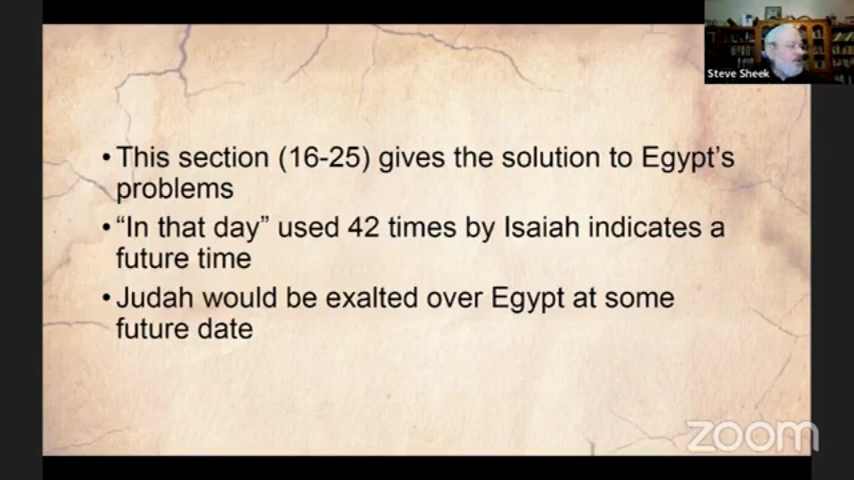 Steve Sheek
• This section (16-25) gives the solution to Egypt’s
problems
• “In that day” used 42 times by Isaiah indicates a
future time
• Judah would be exalted over Egypt at some
future date
zoom